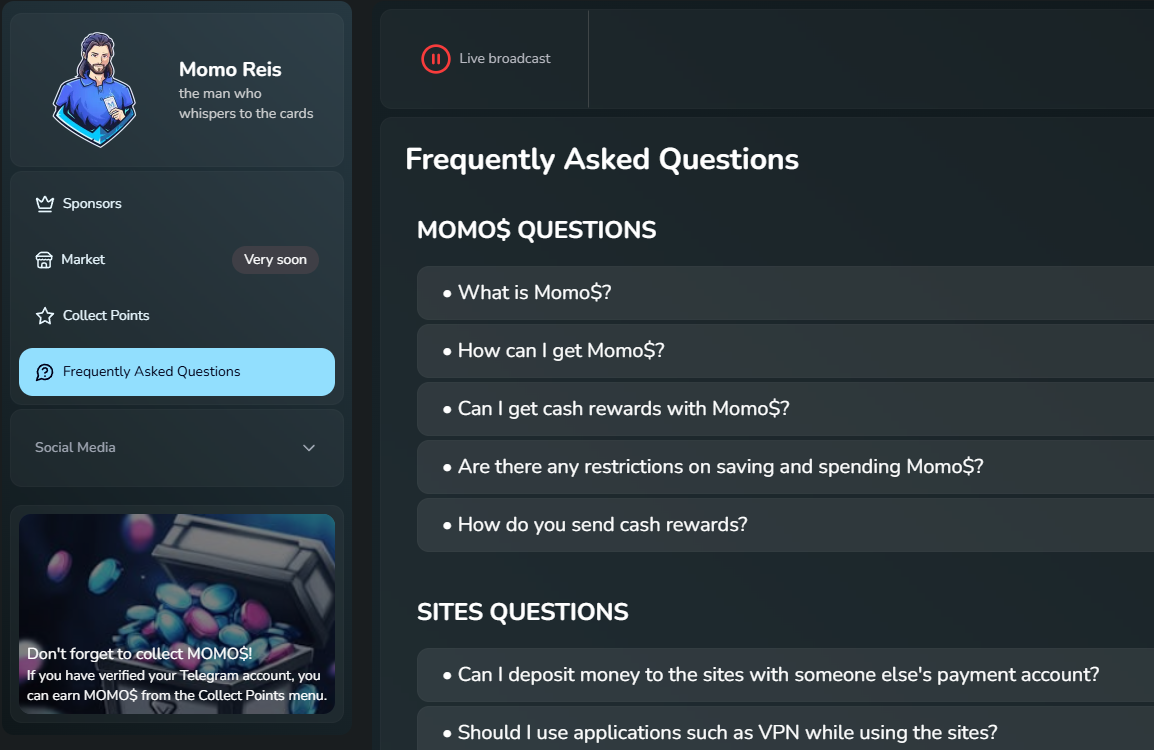 Momo Reis
the man who
whispers to the cards
Sponsors
Market
Very soon
Collect Points
Frequently Asked Questions
Social Media
Don't forget to collect MOMO$!
If you have verified your Telegram account, you
can earn MOMO$ from the Collect Points menu.
Live broadcast
Frequently Asked Questions
MOMO$ QUESTIONS
• What is Momo$?
• How can I get Momo$?
• Can I get cash rewards with Momo$?
• Are there any restrictions on saving and spending Momo$?
• How do you send cash rewards?
SITES QUESTIONS
• Can I deposit money to the sites with someone else's payment account?
• Should I use applications such as VPN while using the sites?